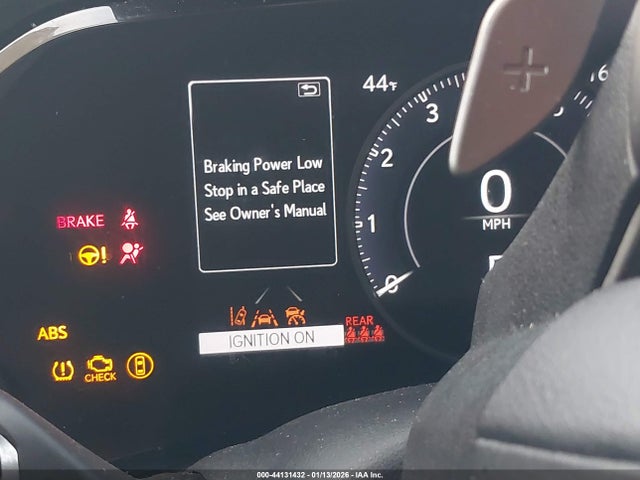 44°F
Braking Power Low
Stop in a Safe Place
See Owner's Manual
BRAKE
ABS
CHECK
IGNITION ON
REAR
3
2
1
0
0
MPH
000-44131432 - 01/13/2026 - IAA Inc.